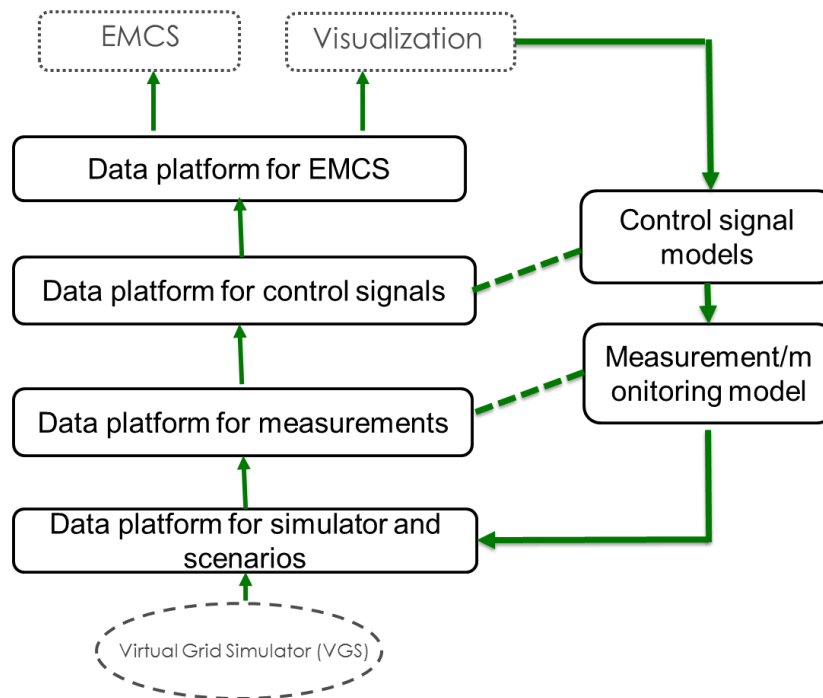 EMCS
Visualization
Data platform for EMCS
Control signal
models
Data platform for control signals
Measurement/m
onitoring model
Data platform for measurements
Data platform for simulator and
scenarios
Virtual Grid Simulator (VGS)